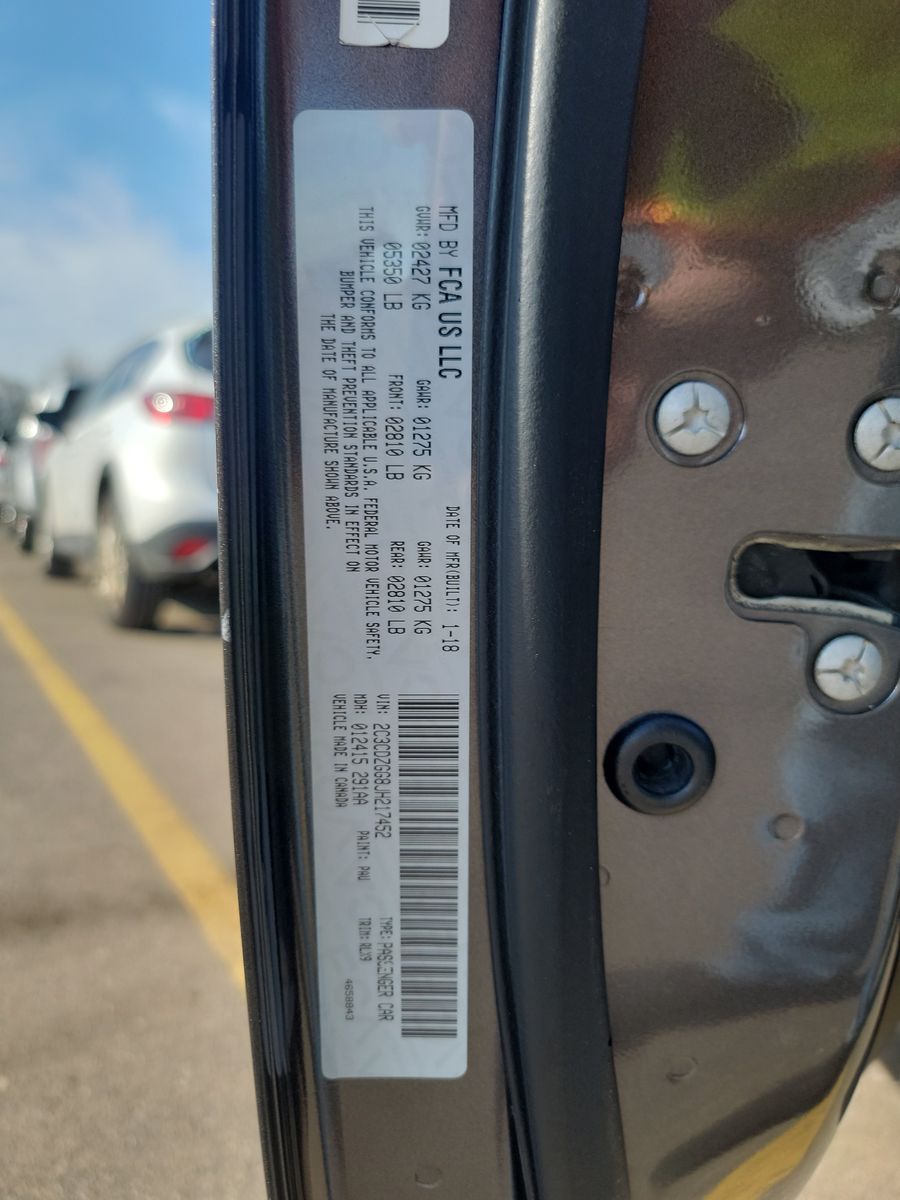 MFD BY FCA US LLC
DATE OF MFR(BUILT): 1-18
GVWR: 02427 KG GAWR: 01275 KG GAWR: 01275 KG
05350 LB FRONT: 02810 LB REAR: 02810 LB
THIS VEHICLE CONFORMS TO ALL APPLICABLE U.S.A. FEDERAL MOTOR VEHICLE SAFETY,
BUMPER AND THEFT PREVENTION STANDARDS IN EFFECT ON
THE DATE OF MANUFACTURE SHOWN ABOVE.
VIN: 2C3CDZGG8JH217452 TYPE: PASSENGER CAR
MDH: 012415 291AA PAINT: PAU TRIM: RLX9
VEHICLE MADE IN CANADA
4658843